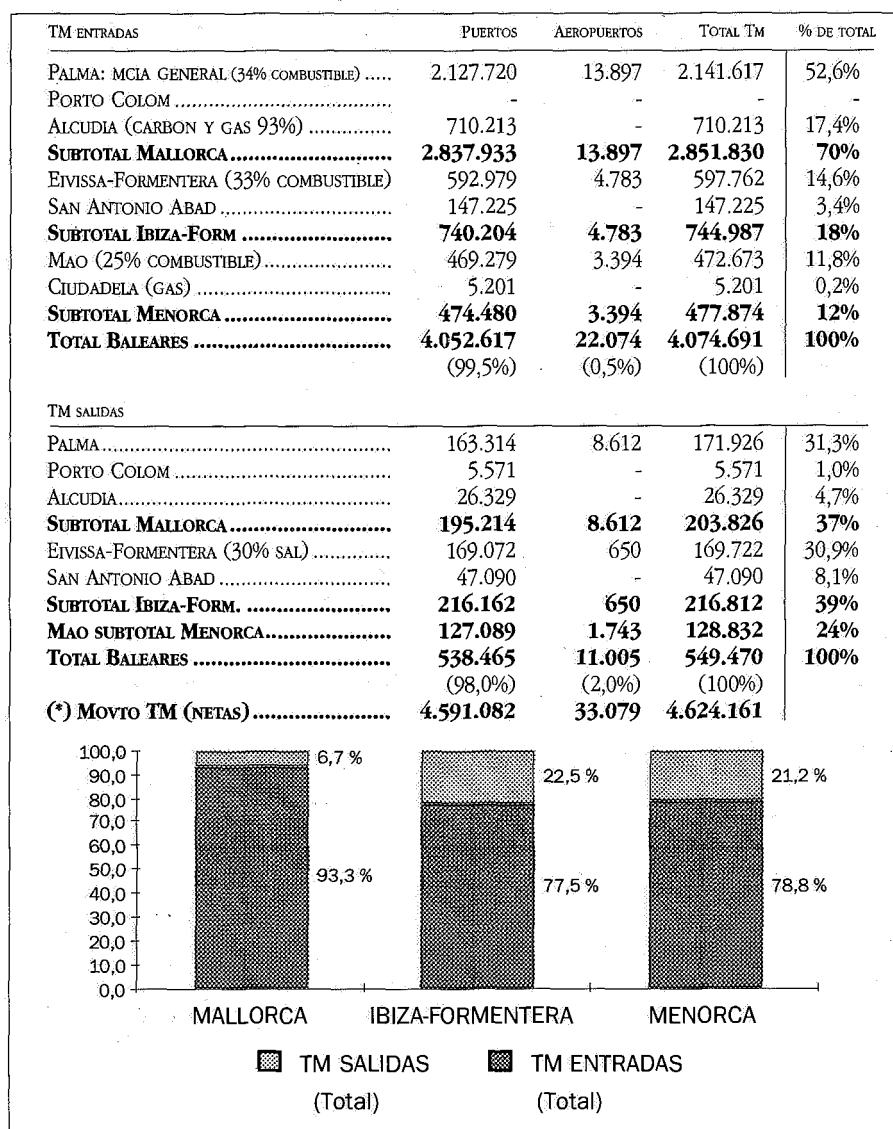 TM ENTRADAS PUERTOS AEROPUERTOS TOTAL TM % DE TOTAL
PALMA: MCIA GENERAL (34% COMBUSTIBLE) ..... 2.127.720 13.897 2.141.617 52,6%
PORTO COLOM ........................................ - - - -
ALCUDIA (CARBON Y GAS 93%) ............... 710.213 - 710.213 17,4%
SUBTOTAL MALLORCA........................... 2.837.933 13.897 2.851.830 70%
EIVISSA-FORMENTERA (33% COMBUSTIBLE) 592.979 4.783 597.762 14,6%
SAN ANTONIO ABAD ................................ 147.225 - 147.225 3,4%
SUBTOTAL IBIZA-FORM ......................... 740.204 4.783 744.987 18%
MAO (25% COMBUSTIBLE)....................... 469.279 3.394 472.673 11,8%
CIUDADELA (GAS) ................................... 5.201 - 5.201 0,2%
SUBTOTAL MENORCA ............................ 474.480 3.394 477.874 12%
TOTAL BALEARES .................................. 4.052.617 22.074 4.074.691 100%
(99,5%) (0,5%) (100%)
TM SALIDAS
PALMA................................................... 163.314 8.612 171.926 31,3%
PORTO COLOM ........................................ 5.571 - 5.571 1,0%
ALCUDIA................................................ 26.329 - 26.329 4,7%
SUBTOTAL MALLORCA........................... 195.214 8.612 203.826 37%
EIVISSA-FORMENTERA (30% SAL) .............. 169.072 650 169.722 30,9%
SAN ANTONIO ABAD ................................ 47.090 - 47.090 8,1%
SUBTOTAL IBIZA-FORM. ........................ 216.162 650 216.812 39%
MAO SUBTOTAL MENORCA..................... 127.089 1.743 128.832 24%
TOTAL BALEARES .................................. 538.465 11.005 549.470 100%
(98,0%) (2,0%) (100%)
(*) MOVTO TM (NETAS)....................... 4.591.082 33.079 4.624.161
100,0
90,0
80,0
70,0
60,0
50,0
40,0
30,0
20,0
10,0
0,0
6,7 % 22,5 % 21,2 %
93,3 % 77,5 % 78,8 %
MALLORCA IBIZA-FORMENTERA MENORCA
TM SALIDAS TM ENTRADAS
(Total) (Total)